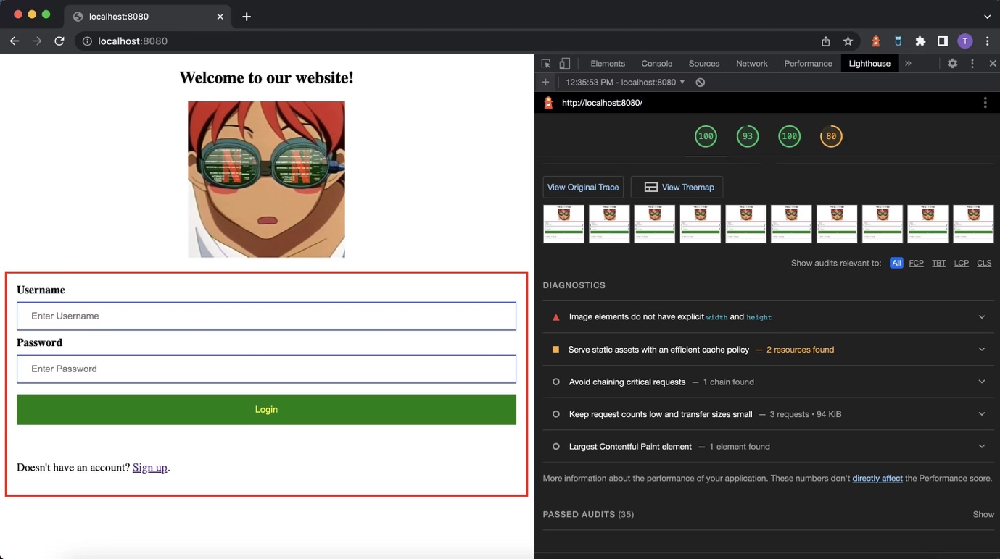 localhost:8080
localhost:8080
T
Welcome to our website!
Username
Enter Username
Password
Enter Password
Login
Doesn't have an account? Sign up.
Elements Console Sources Network Performance Lighthouse
12:35:53 PM - localhost:8080
http://localhost:8080/
100 93 100 80
View Original Trace View Treemap
Show audits relevant to: All FCP TBT LCP CLS
DIAGNOSTICS
Image elements do not have explicit width and height
Serve static assets with an efficient cache policy — 2 resources found
Avoid chaining critical requests — 1 chain found
Keep request counts low and transfer sizes small — 3 requests • 94 KiB
Largest Contentful Paint element — 1 element found
More information about the performance of your application. These numbers don't directly affect the Performance score.
PASSED AUDITS (35) Show